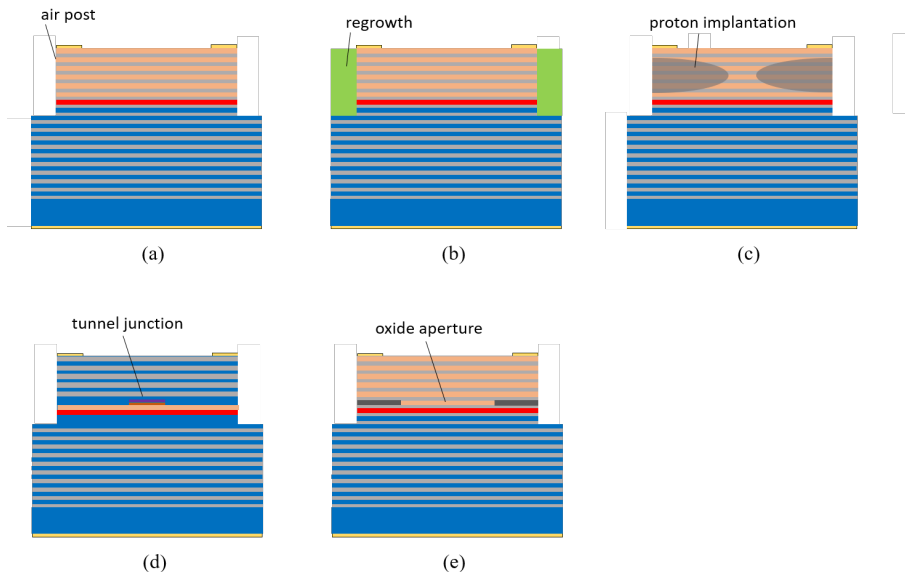 air post
regrowth
proton implantation
(a)
(b)
(c)
tunnel junction
oxide aperture
(d)
(e)